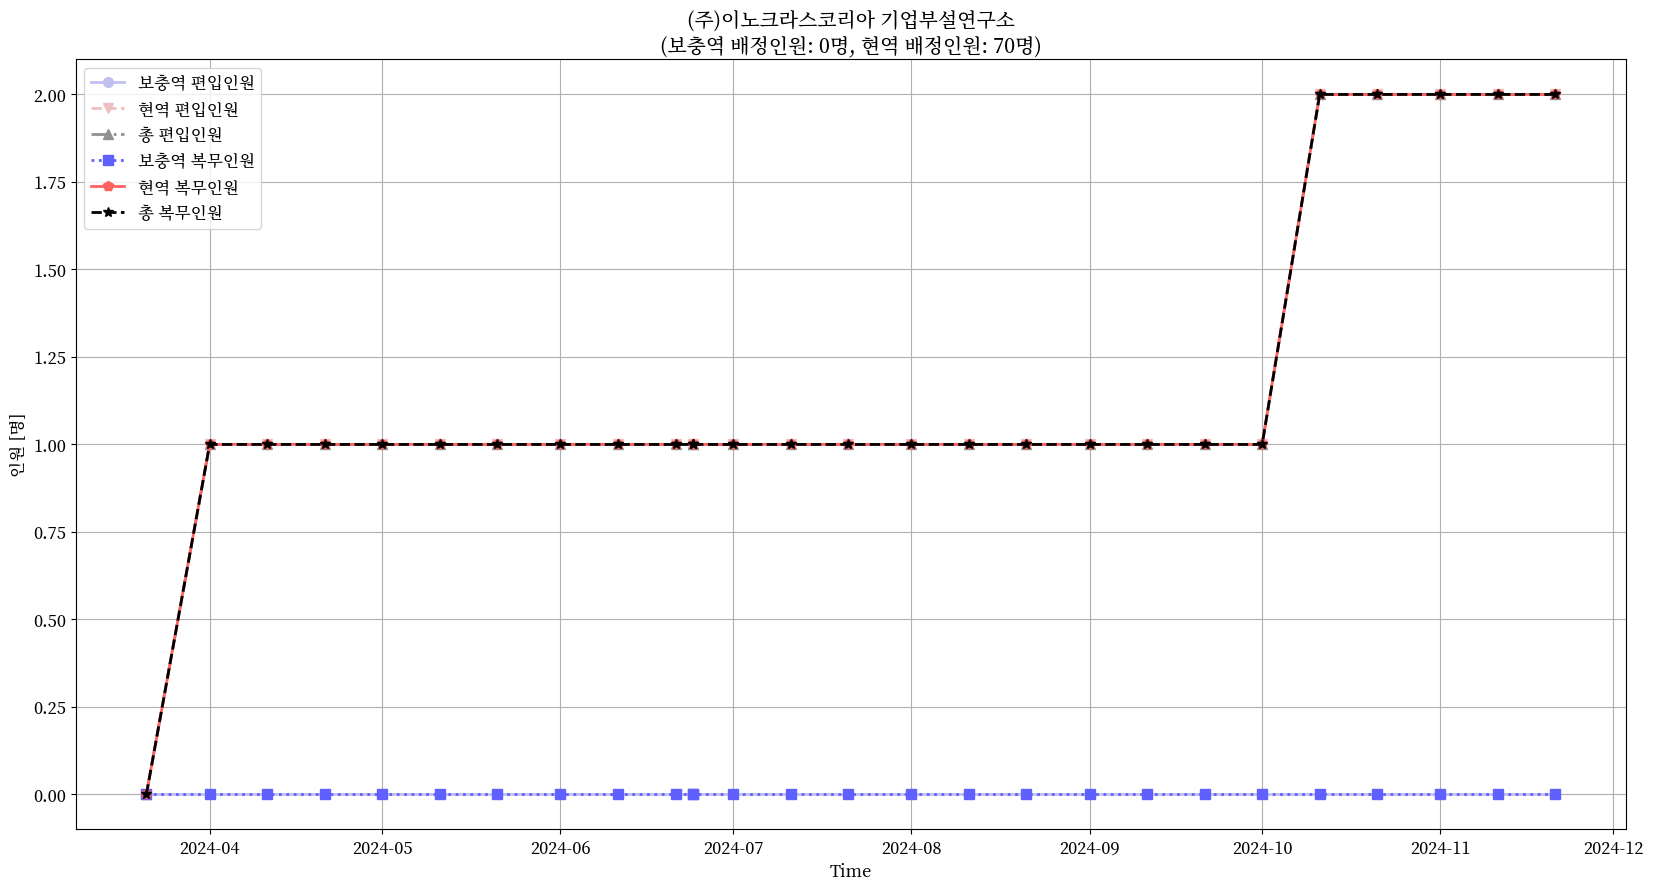 (주)이노크라스코리아 기업부설연구소
(보충역 배정인원: 0명, 현역 배정인원: 70명)
보충역 편입인원
현역 편입인원
총 편입인원
보충역 복무인원
현역 복무인원
총 복무인원
인원 [명]
2.00
1.75
1.50
1.25
1.00
0.75
0.50
0.25
0.00
2024-04
2024-05
2024-06
2024-07
2024-08
2024-09
2024-10
2024-11
2024-12
Time